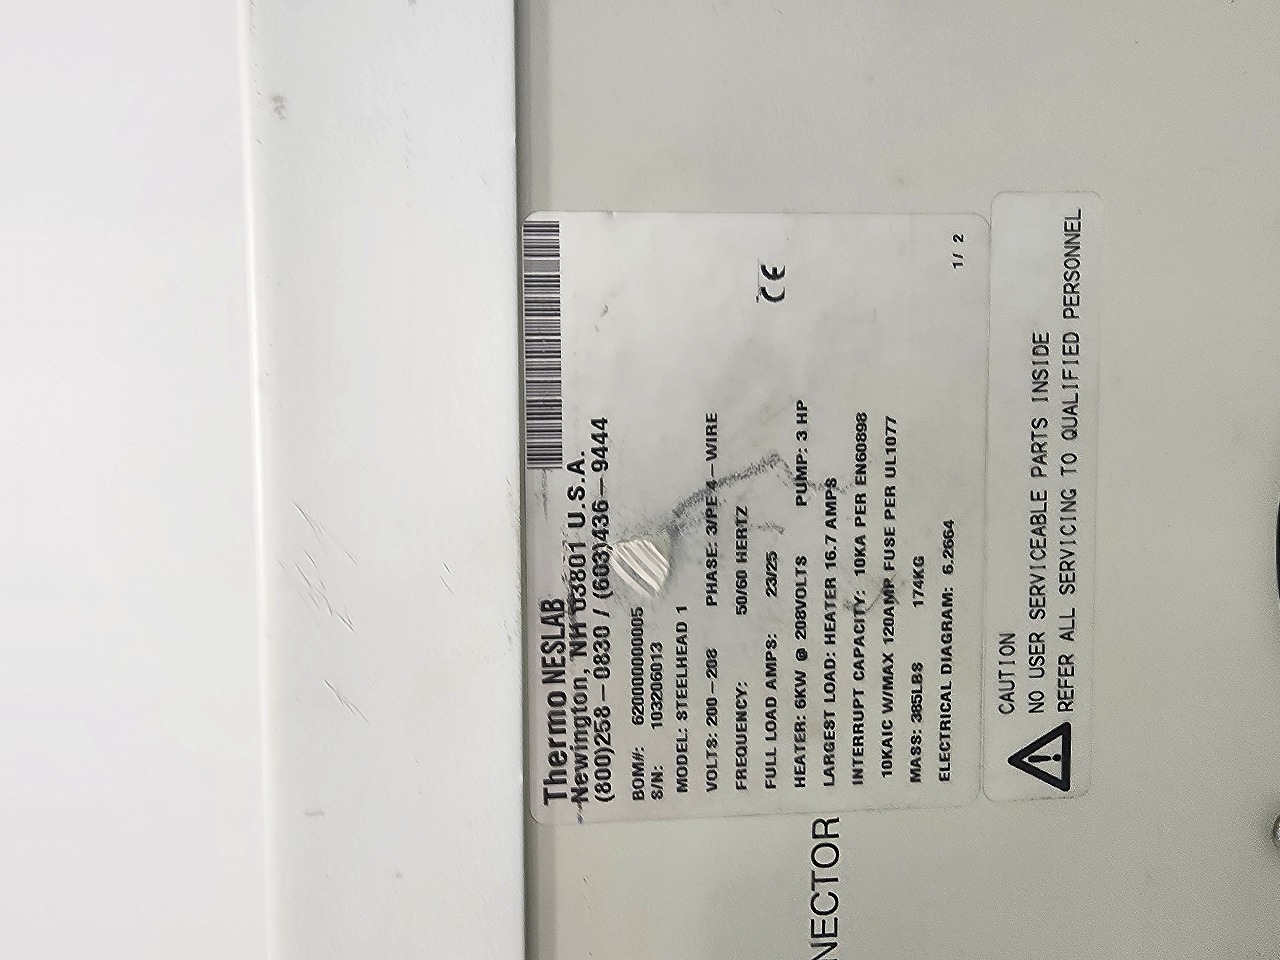 Thermo NESLAB
Newington, NH 03801 U.S.A.
(800)258-0830 / (603)436-9444
BOM#: 620000000005
S/N: 103206013
MODEL: STEELHEAD 1
VOLTS: 200-208 PHASE: 3/PE 4-WIRE
FREQUENCY: 50/60 HERTZ
FULL LOAD AMPS: 23/25
HEATER: 6KW @ 208VOLTS PUMP: 3 HP
LARGEST LOAD: HEATER 16.7 AMPS
INTERRUPT CAPACITY: 10KA PER EN60898
10KAIC W/MAX 120AMP FUSE PER UL1077
MASS: 385LBS 174KG
ELECTRICAL DIAGRAM: 6.2664
CE
1/ 2
CAUTION
NO USER SERVICEABLE PARTS INSIDE
REFER ALL SERVICING TO QUALIFIED PERSONNEL
NECTOR